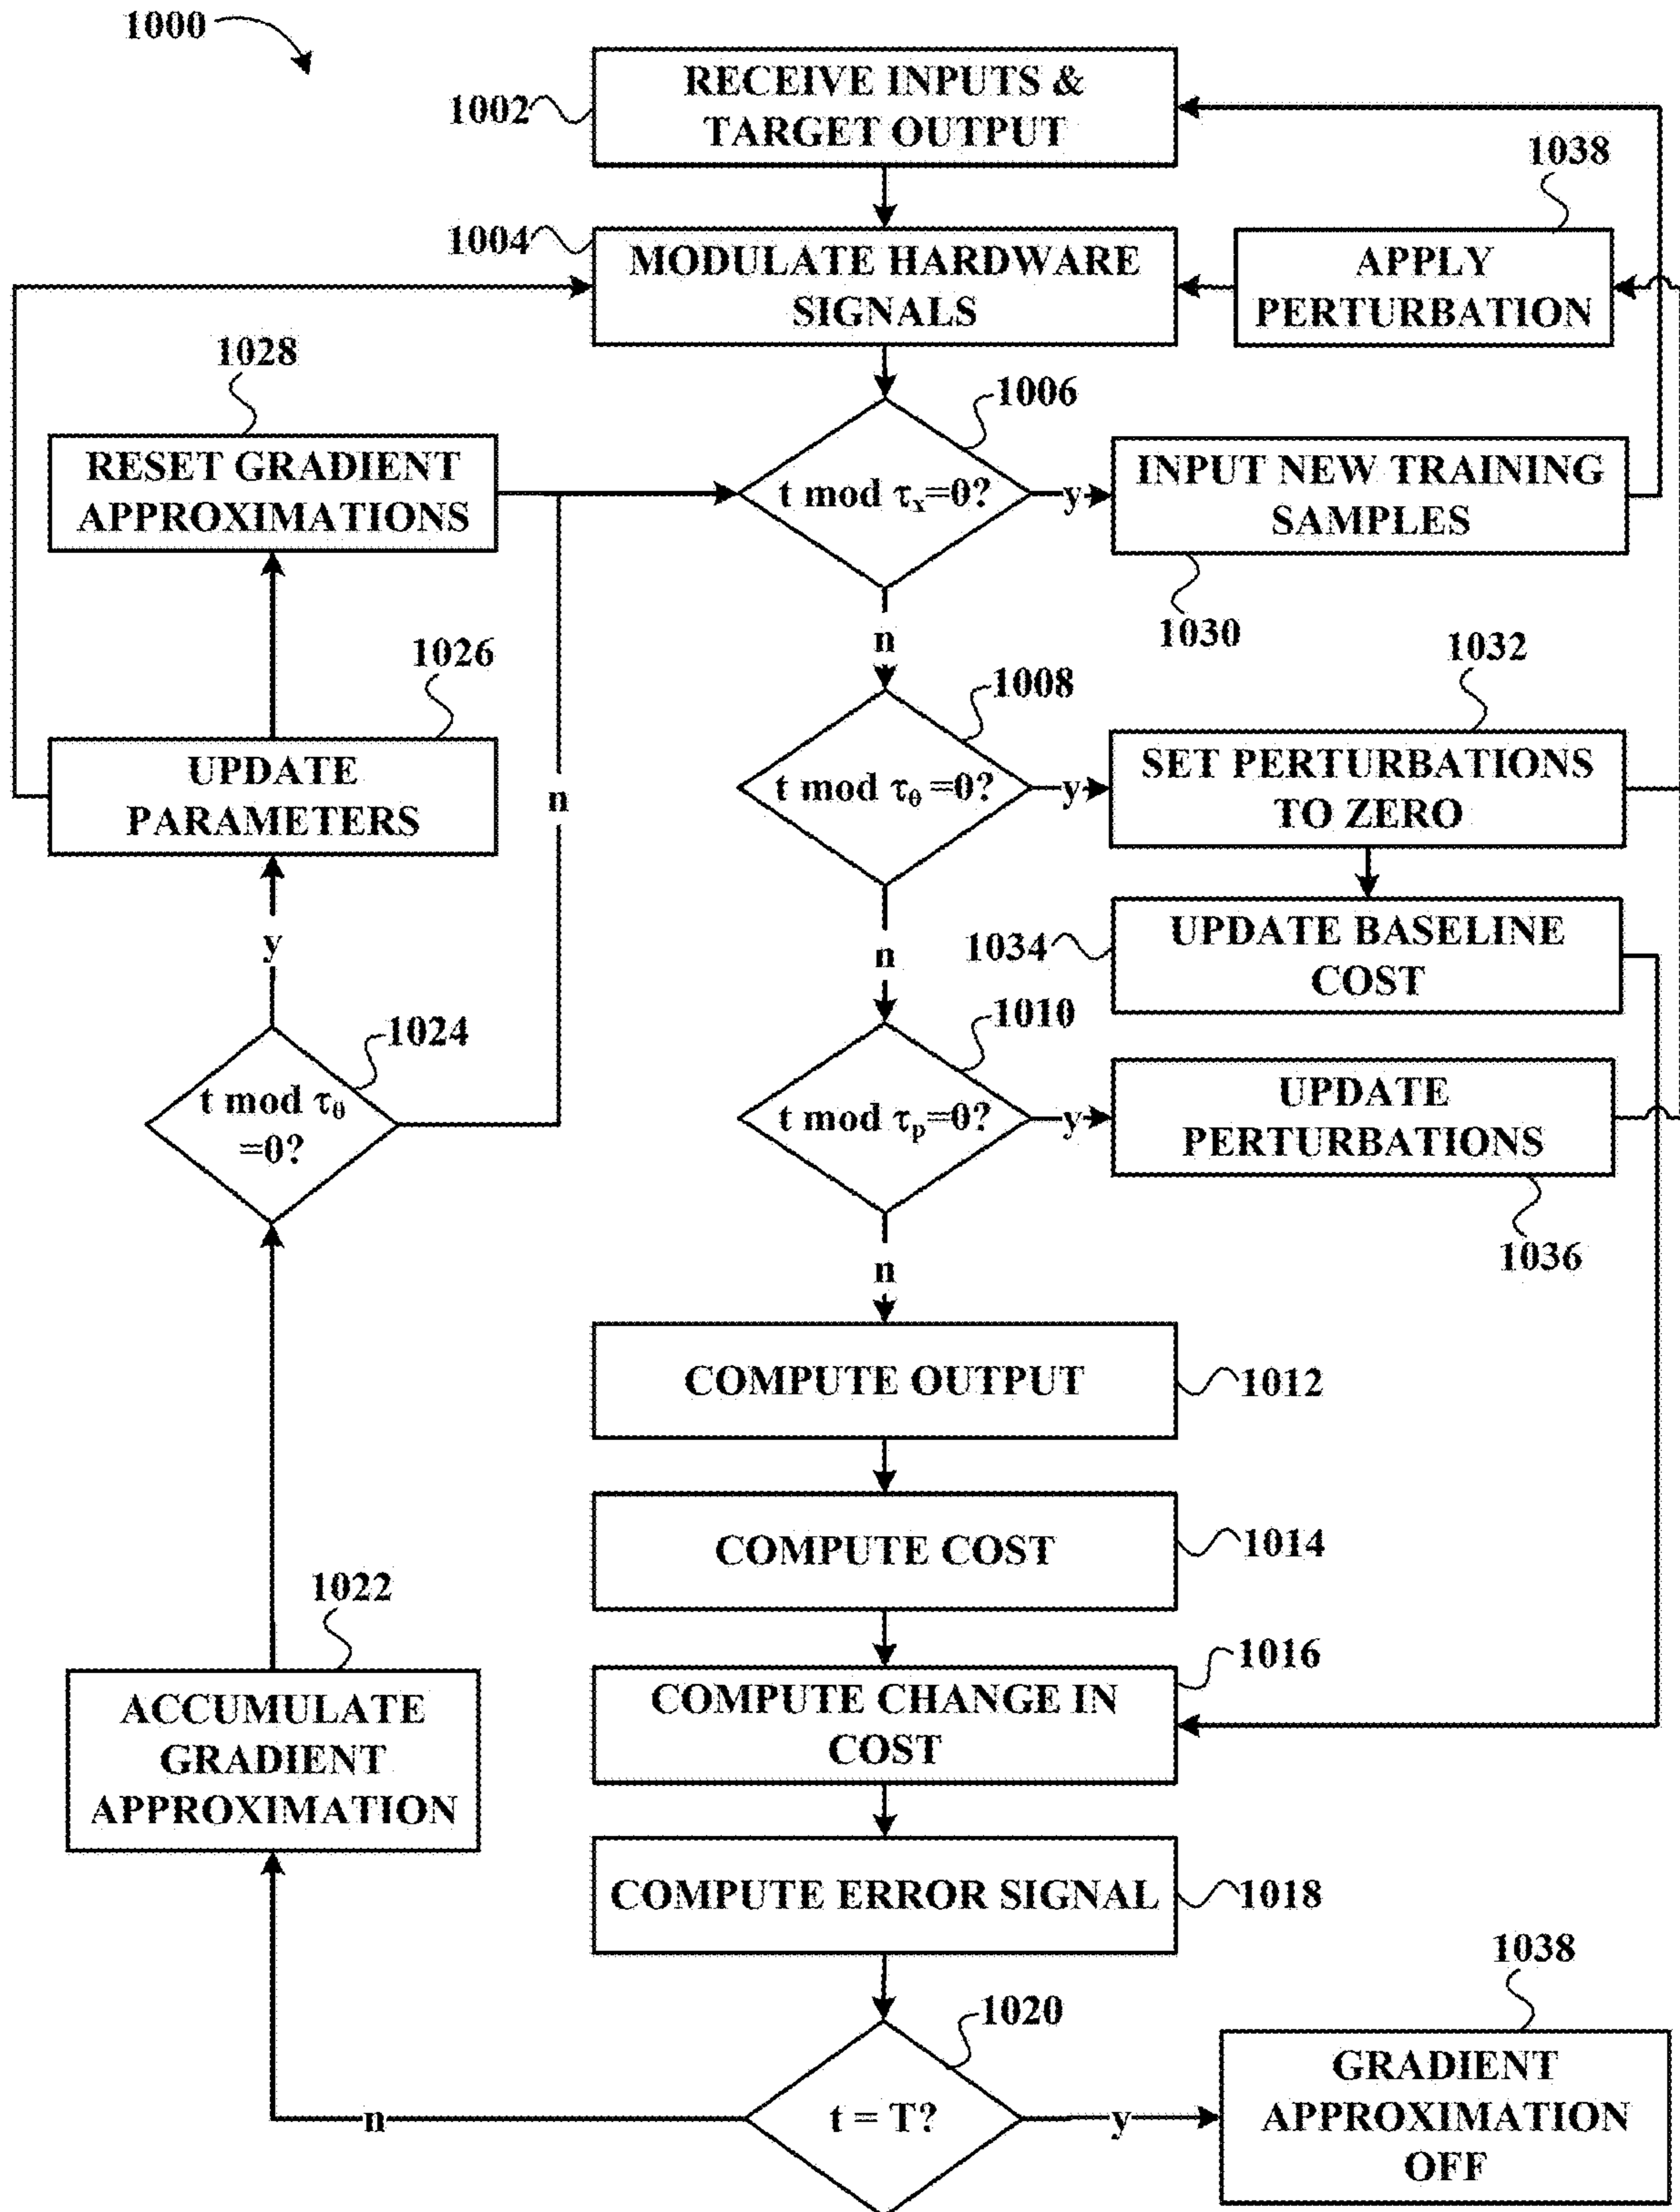 1000
RECEIVE INPUTS &
TARGET OUTPUT
1002
1038
1004
MODULATE HARDWARE
SIGNALS
APPLY
PERTURBATION
1028
1006
RESET GRADIENT
APPROXIMATIONS
t mod τx=0?
y
INPUT NEW TRAINING
SAMPLES
n
1030
1026
1032
1008
UPDATE
PARAMETERS
n
t mod τθ =0?
y
SET PERTURBATIONS
TO ZERO
y
n
1034
UPDATE BASELINE
COST
1024
1010
t mod τθ
=0?
t mod τp=0?
y
UPDATE
PERTURBATIONS
n
1036
COMPUTE OUTPUT
1012
COMPUTE COST
1014
1022
1016
ACCUMULATE
GRADIENT
APPROXIMATION
COMPUTE CHANGE IN
COST
COMPUTE ERROR SIGNAL
1018
1038
1020
n
t = T?
y
GRADIENT
APPROXIMATION
OFF